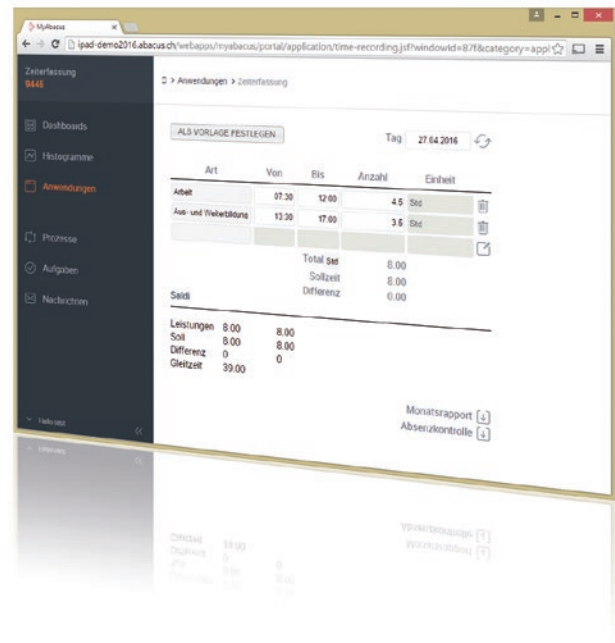 MyAbacus
ipad-demo2016.abacus.ch/webapps/myabacus/portal/application/time-recording.jsf?windowId=87f&category=appl
Zeiterfassung
9445
> Anwendungen > Zeiterfassung
Dashboards
Histogramme
Anwendungen
Prozesse
Aufgaben
Nachrichten
ALS VORLAGE FESTLEGEN
Tag 27.04.2016
Art Von Bis Anzahl Einheit
Arbeit 07:30 12:00 4.5 Std
Aus- und Weiterbildung 13:30 17:00 3.5 Std
Total Std 8.00
Sollzeit 8.00
Differenz 0.00
Saldi
Leistungen 8.00 8.00
Soll 8.00 8.00
Differenz 0 0
Gleitzeit 39.00
Monatsrapport
Absenzkontrolle